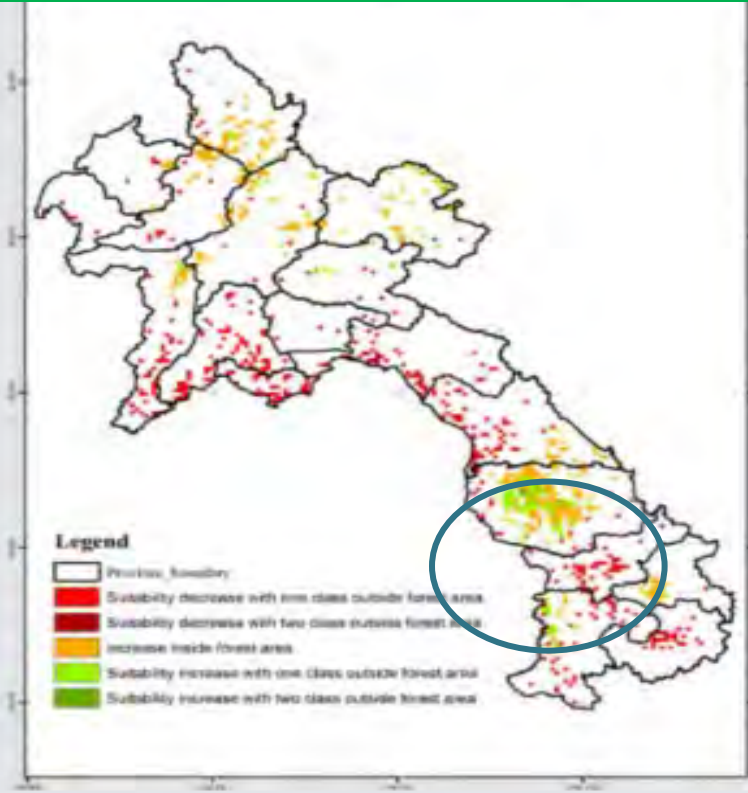 Legend
Province_boundary
Suitability decrease with one class outside forest area
Suitability decrease with two class outside forest area
increase inside forest area
Suitability increase with one class outside forest area
Suitability increase with two class outside forest area